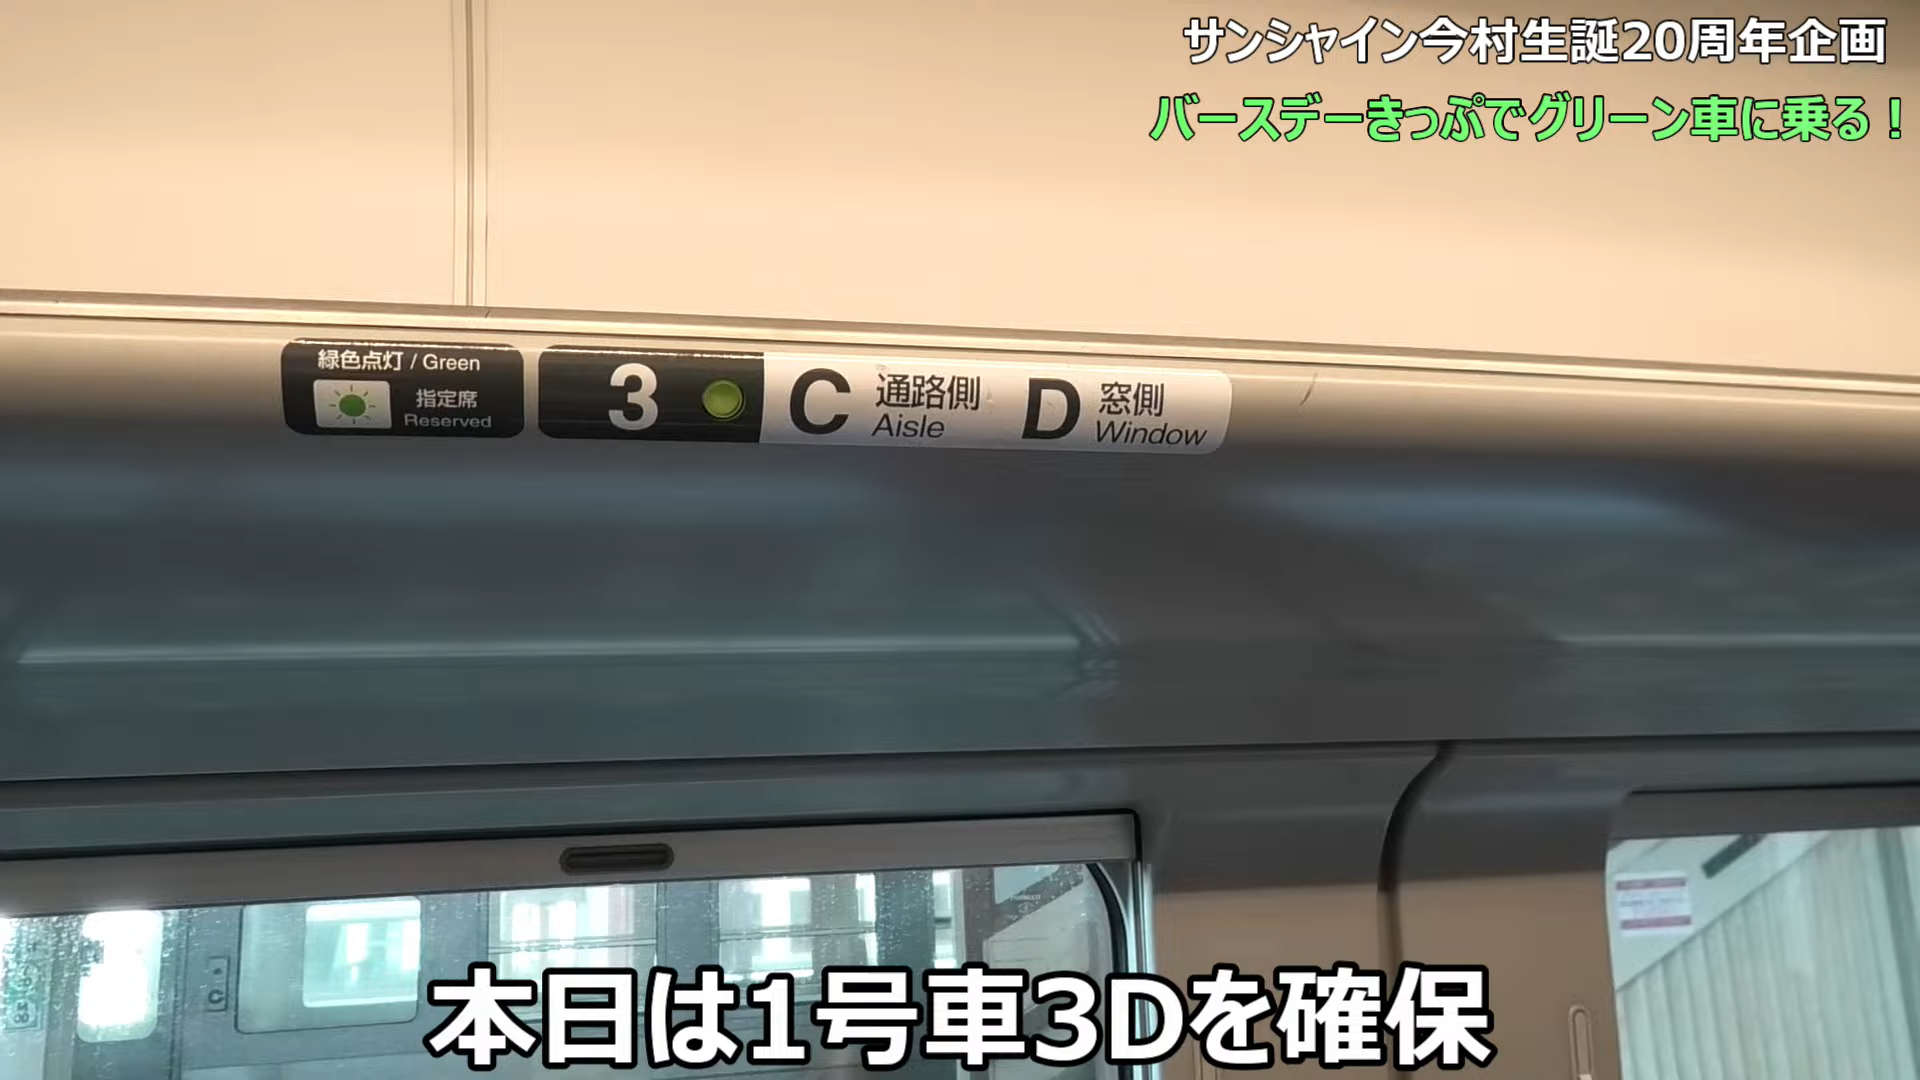 サンシャイン今村生誕20周年企画
バースデーきっぷでグリーン車に乗る！
緑色点灯 / Green
指定席
Reserved
3
C 通路側
Aisle
D 窓側
Window
本日は1号車3Dを確保